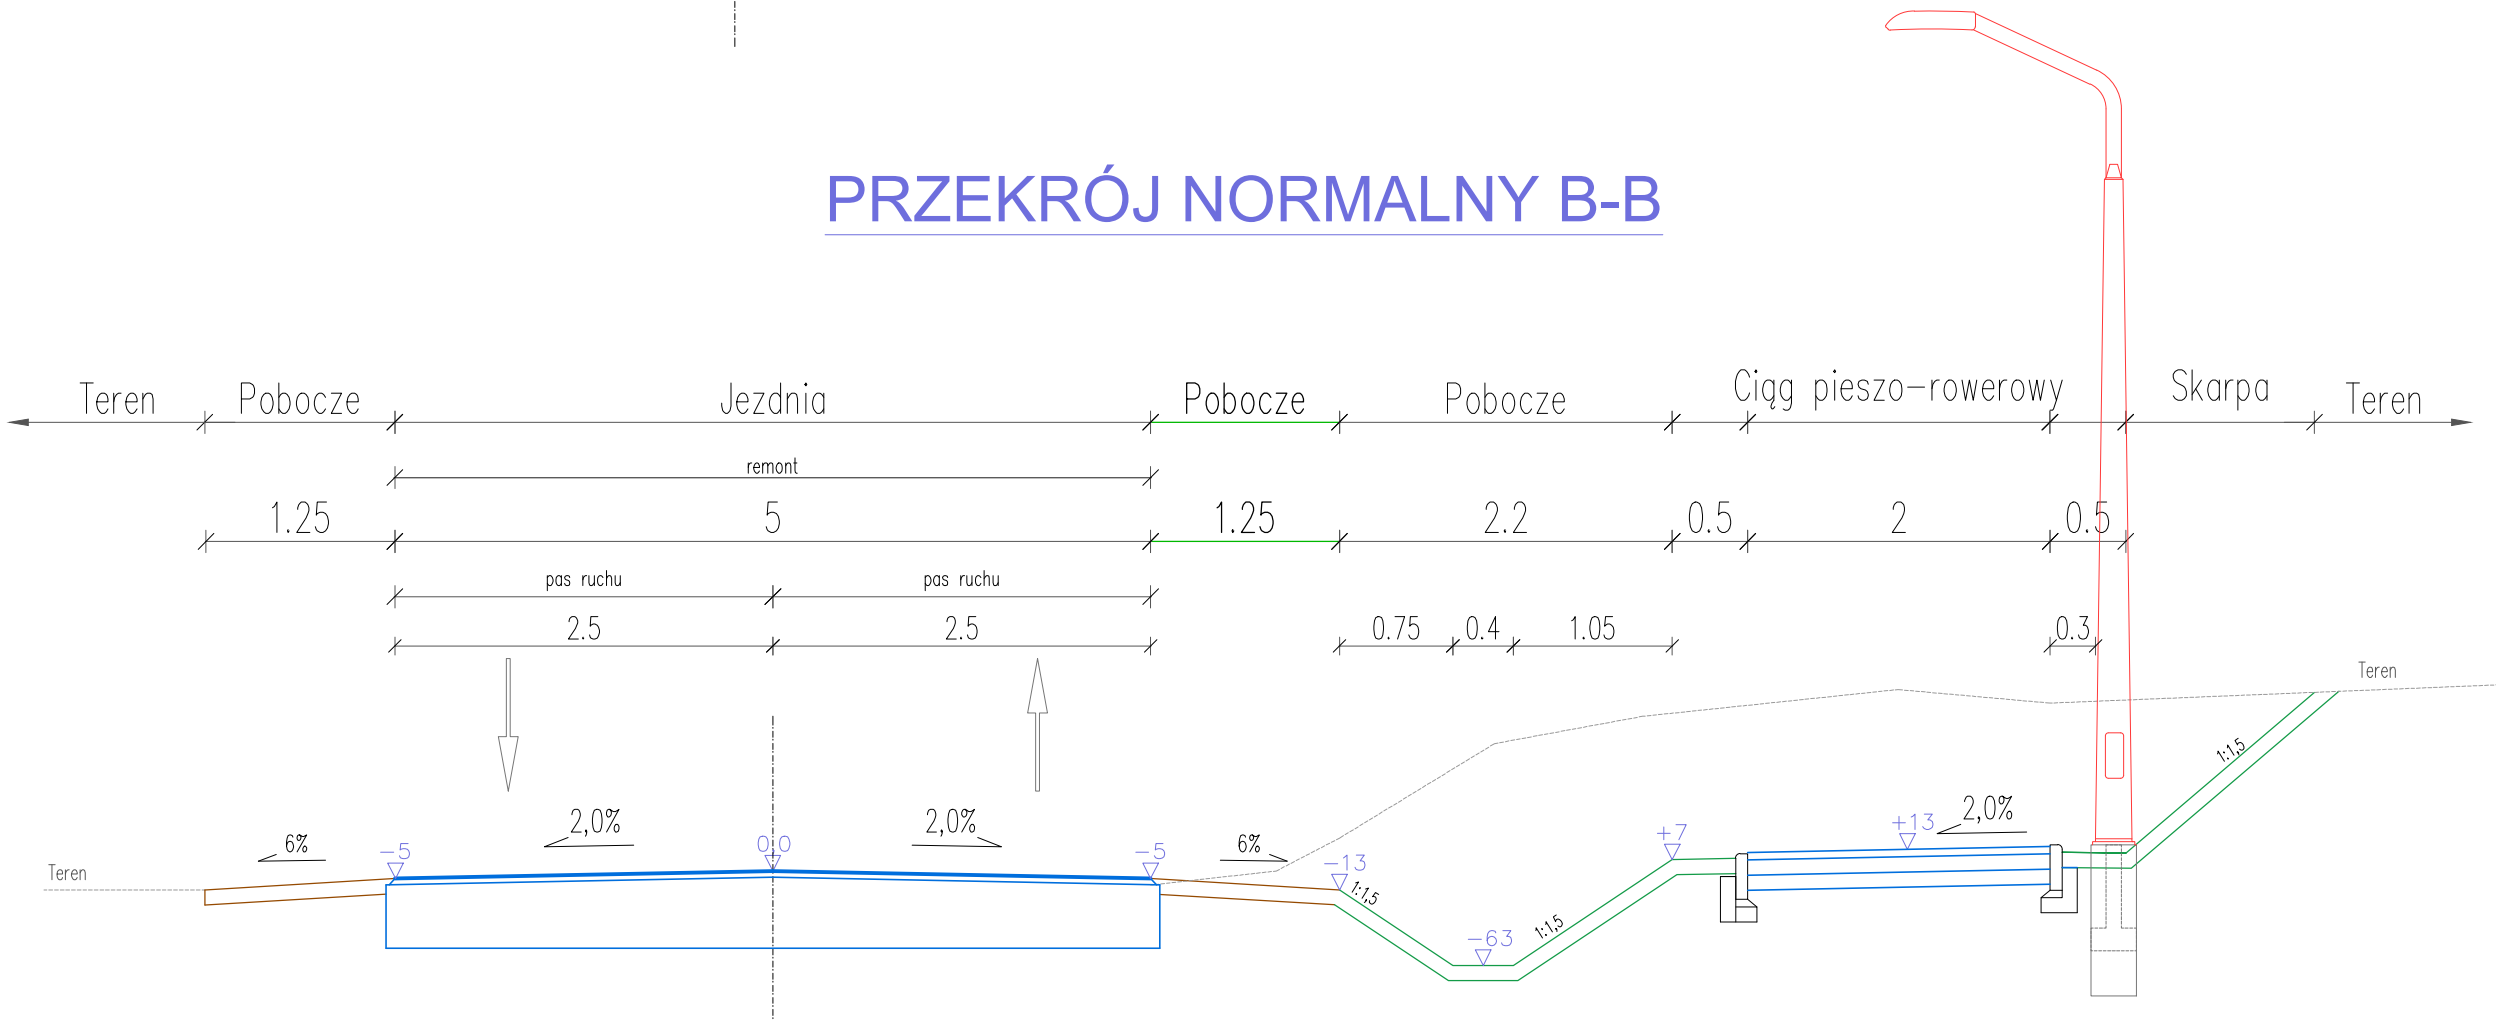 PRZEKRÓJ NORMALNY B-B
Teren Pobocze Jezdnia Pobocze Pobocze Ciąg pieszo-rowerowy Skarpa Teren
remont
1.25 5 1.25 2.2 0.5 2 0.5
pas ruchu pas ruchu
2.5 2.5 0.75 0.4 1.05 0.3
Teren
1:1,5
2,0% 2,0% 2,0%
+13
+7
6% -5 0,0 -5 6%
-13
Teren
1:1,5
1:1,5
-63